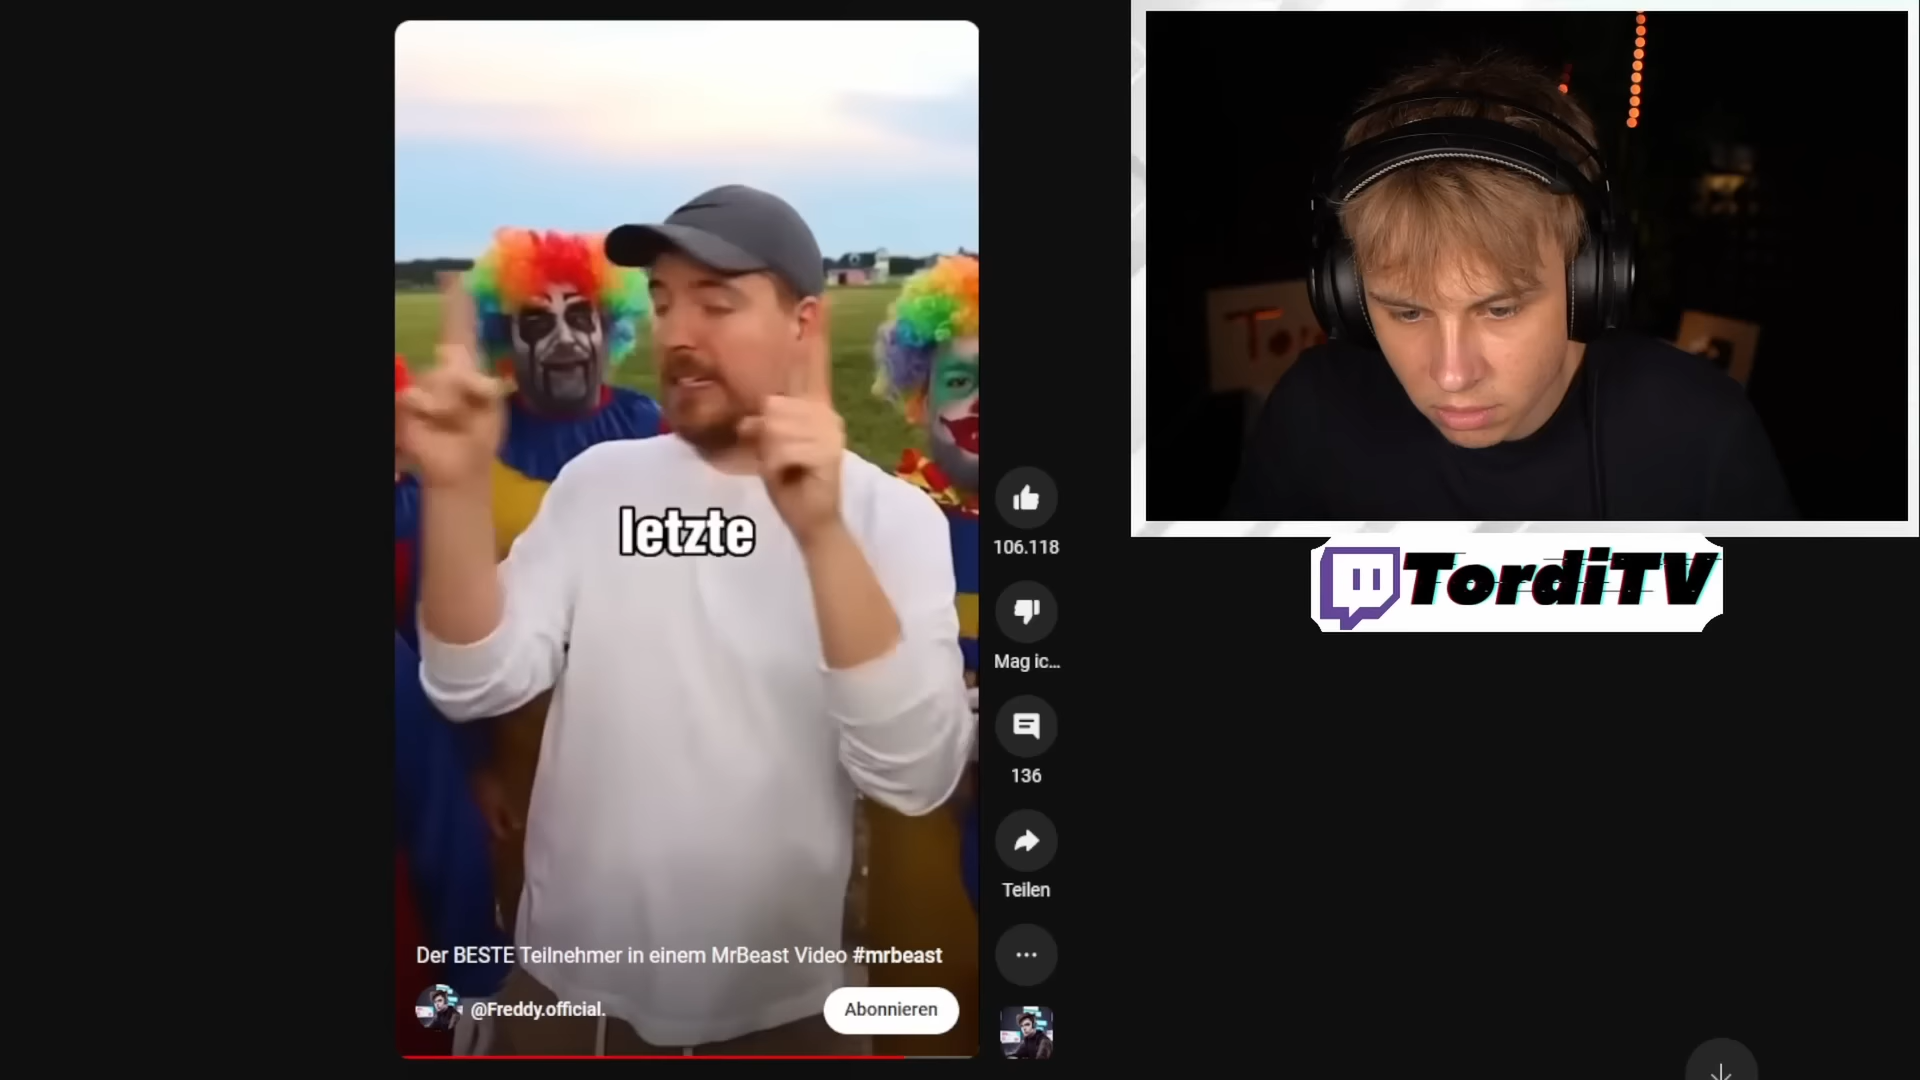 letzte
106.118
Mag ic...
136
Teilen
Der BESTE Teilnehmer in einem MrBeast Video #mrbeast
@Freddy.official.
Abonnieren
TordiTV